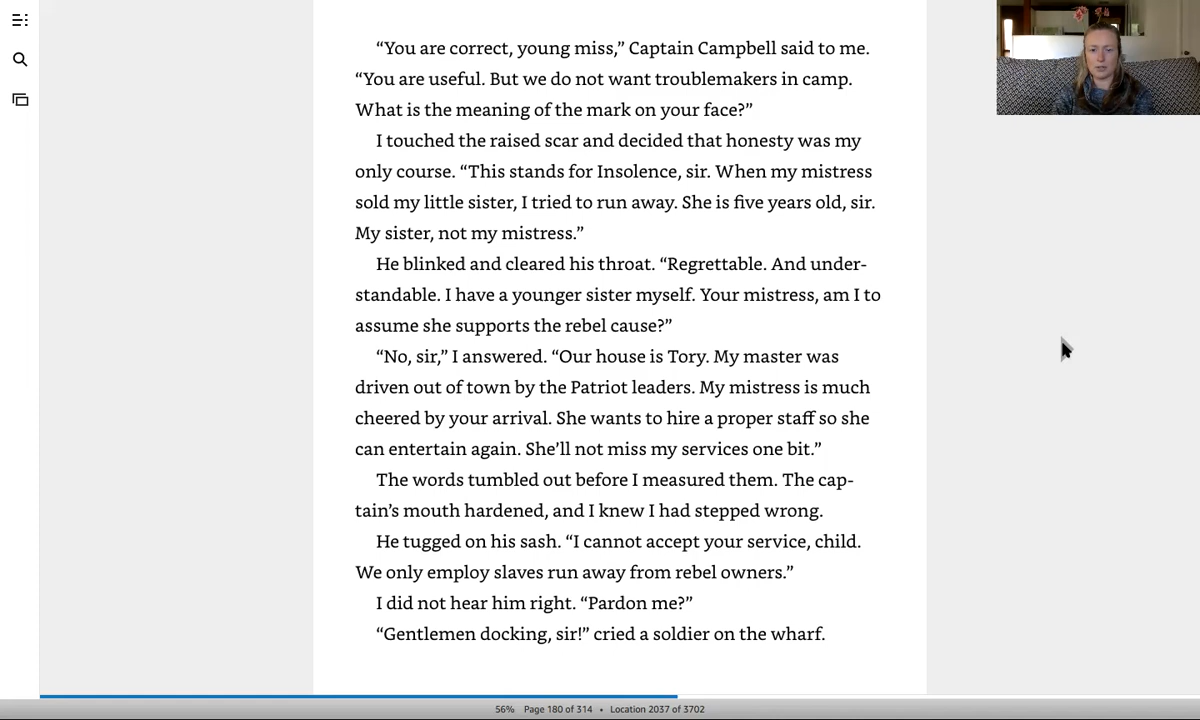 “You are correct, young miss,” Captain Campbell said to me.
“You are useful. But we do not want troublemakers in camp.
What is the meaning of the mark on your face?”
I touched the raised scar and decided that honesty was my
only course. “This stands for Insolence, sir. When my mistress
sold my little sister, I tried to run away. She is five years old, sir.
My sister, not my mistress.”
He blinked and cleared his throat. “Regrettable. And under-
standable. I have a younger sister myself. Your mistress, am I to
assume she supports the rebel cause?”
“No, sir,” I answered. “Our house is Tory. My master was
driven out of town by the Patriot leaders. My mistress is much
cheered by your arrival. She wants to hire a proper staff so she
can entertain again. She’ll not miss my services one bit.”
The words tumbled out before I measured them. The cap-
tain’s mouth hardened, and I knew I had stepped wrong.
He tugged on his sash. “I cannot accept your service, child.
We only employ slaves run away from rebel owners.”
I did not hear him right. “Pardon me?”
“Gentlemen docking, sir!” cried a soldier on the wharf.
56% Page 180 of 314 • Location 2037 of 3702